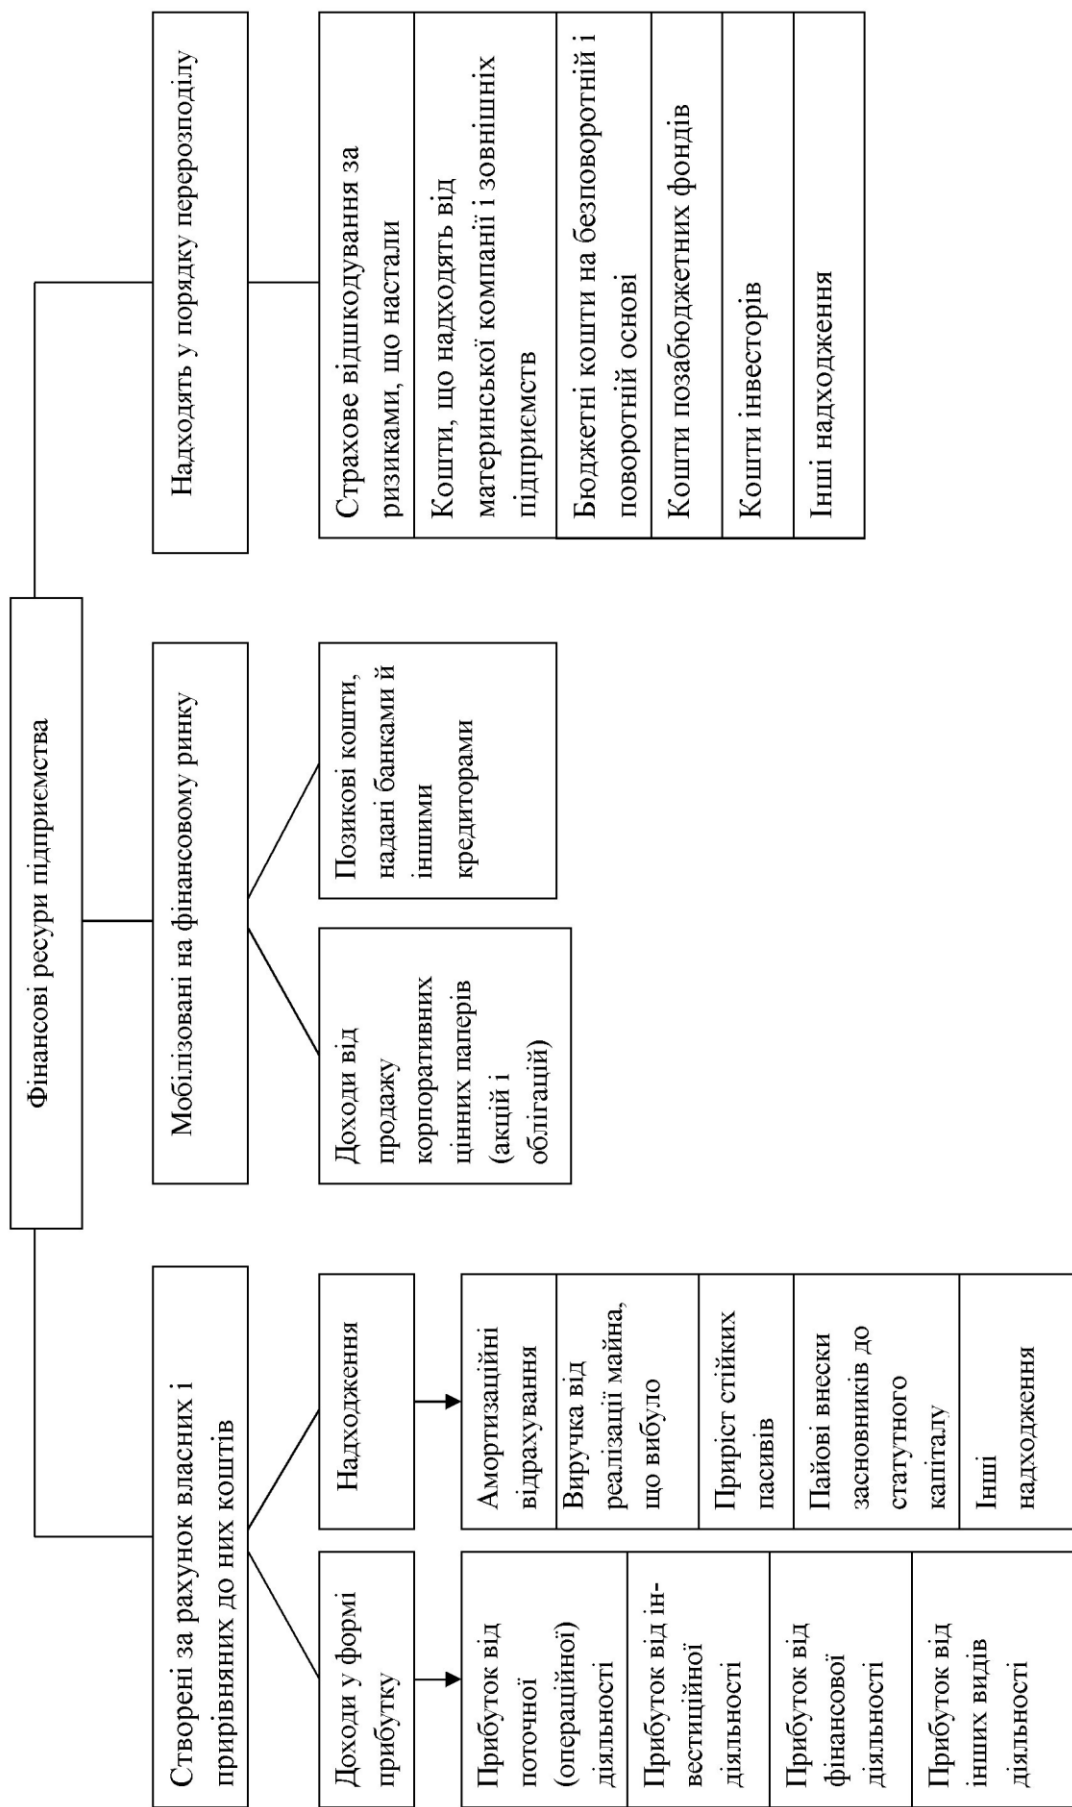 Фінансові ресури підприємства
Створені за рахунок власних і
прирівняних до них коштів
Мобілізовані на фінансовому ринку
Надходять у порядку перерозподілу
Доходи у формі
прибутку
Надходження
Прибуток від
поточної
(операційної)
діяльності
Прибуток від ін-
вестиційної
діяльності
Прибуток від
фінансової
діяльності
Прибуток від
інших видів
діяльності
Амортизаційні
відрахування
Виручка від
реалізації майна,
що вибуло
Приріст стійких
пасивів
Пайові внески
засновників до
статутного
капіталу
Інші
надходження
Доходи від
продажу
корпоративних
цінних паперів
(акцій і
облігацій)
Позикові кошти,
надані банками й
іншими
кредиторами
Страхове відшкодування за
ризиками, що настали
Кошти, що надходять від
материнської компанії і зовнішніх
підприємств
Бюджетні кошти на безповоротній і
поворотній основі
Кошти позабюджетних фондів
Кошти інвесторів
Інші надходження